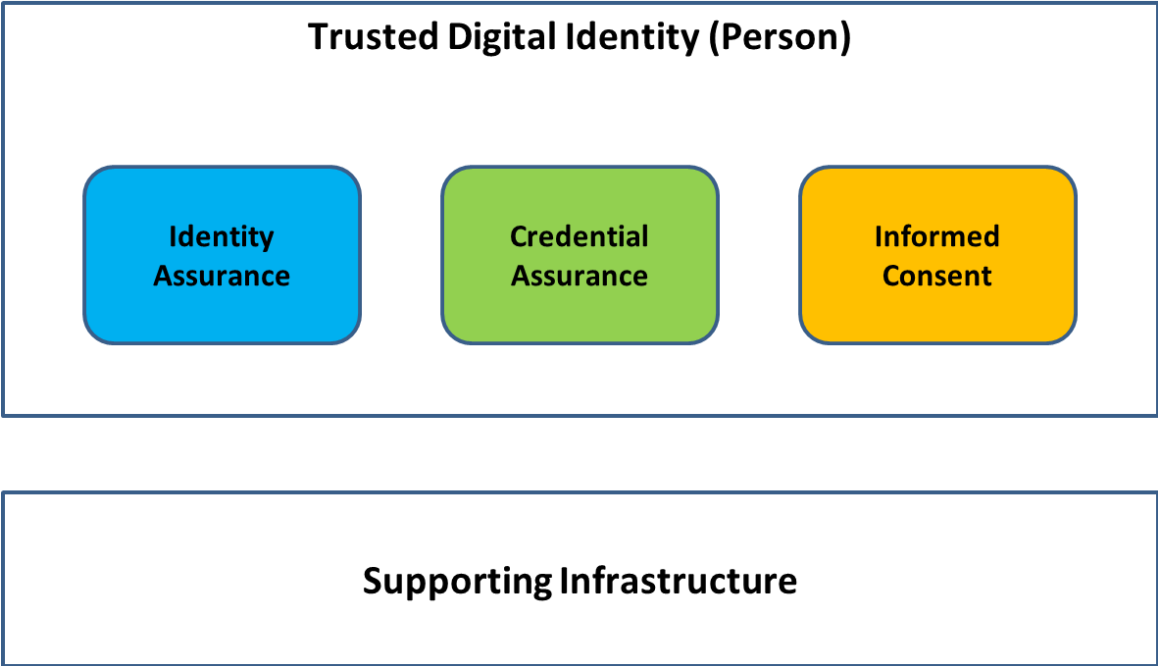 Trusted Digital Identity (Person)
Identity
Assurance
Credential
Assurance
Informed
Consent
Supporting Infrastructure